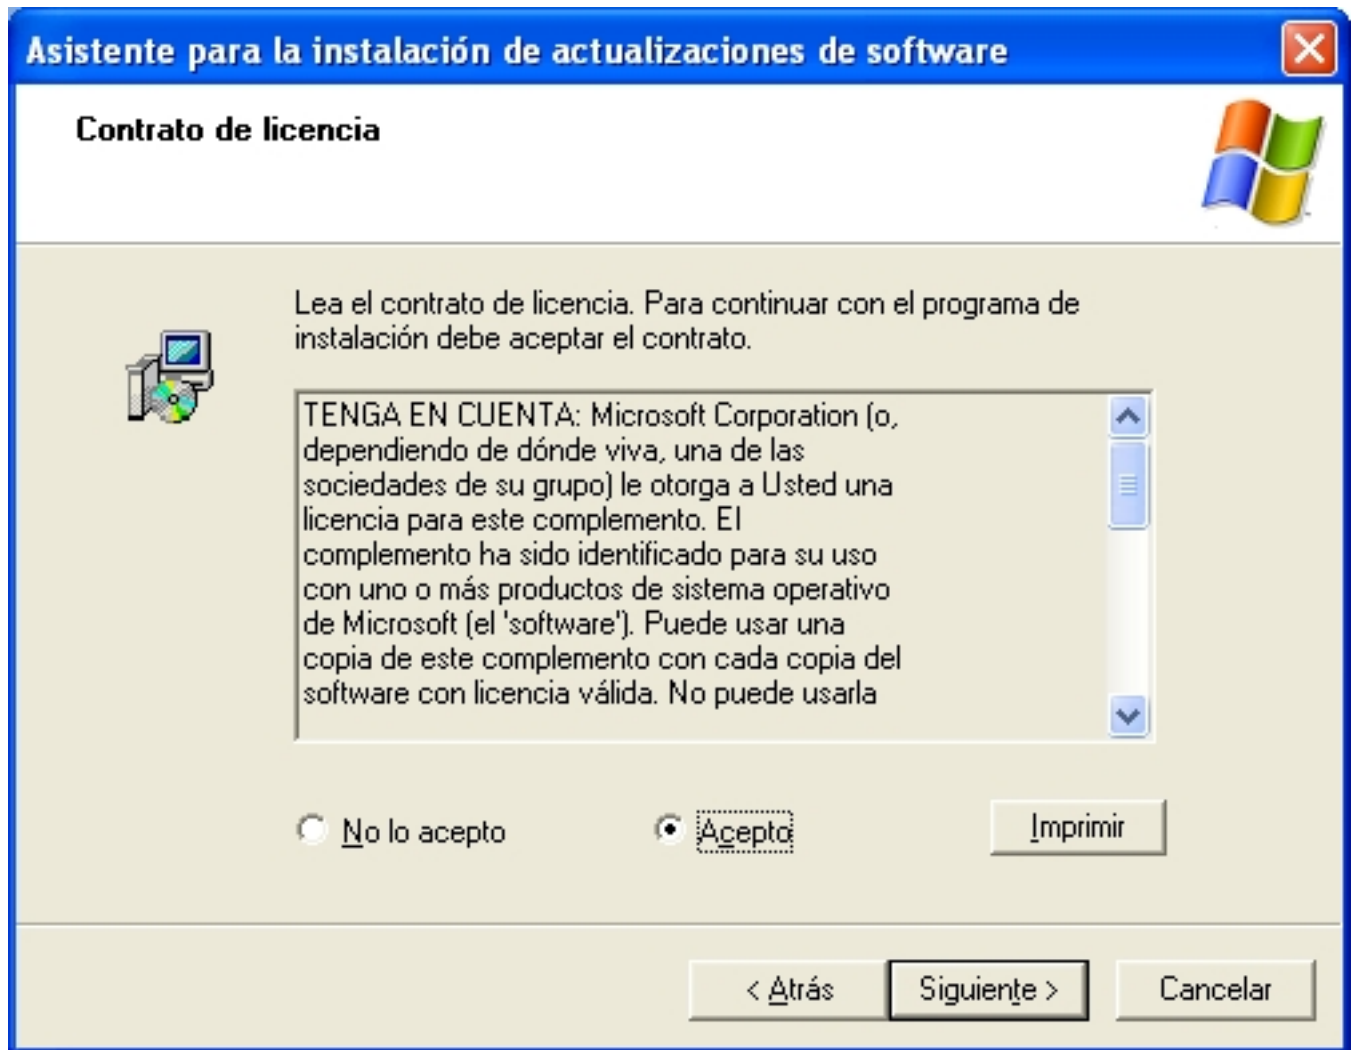 Asistente para la instalación de actualizaciones de software
Contrato de licencia
Lea el contrato de licencia. Para continuar con el programa de
instalación debe aceptar el contrato.
TENGA EN CUENTA: Microsoft Corporation (o,
dependiendo de dónde viva, una de las
sociedades de su grupo) le otorga a Usted una
licencia para este complemento. El
complemento ha sido identificado para su uso
con uno o más productos de sistema operativo
de Microsoft (el 'software'). Puede usar una
copia de este complemento con cada copia del
software con licencia válida. No puede usarla
No lo acepto
Acepto
Imprimir
< Atrás
Siguiente >
Cancelar